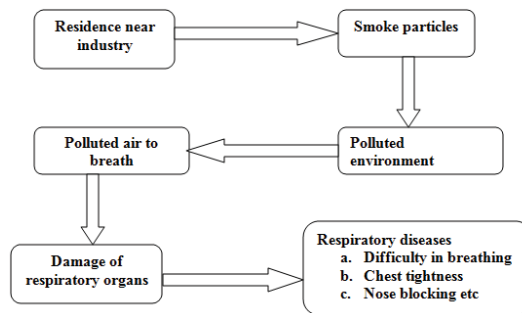 Residence near
industry
Smoke particles
Polluted air to
breath
Polluted
environment
Damage of
respiratory organs
Respiratory diseases
a. Difficulty in breathing
b. Chest tightness
c. Nose blocking etc